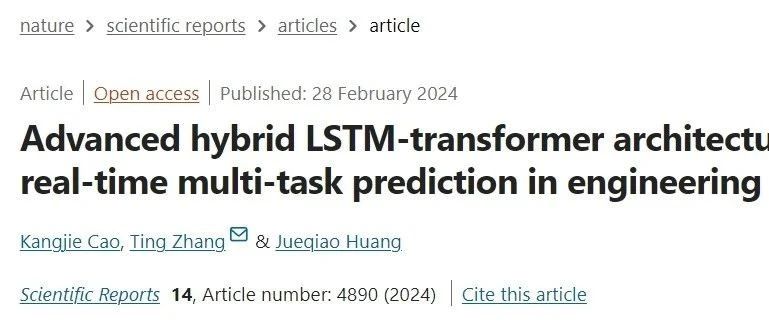 nature > scientific reports > articles > article
Article | Open access | Published: 28 February 2024
Advanced hybrid LSTM-transformer architectu
real-time multi-task prediction in engineering
Kangjie Cao, Ting Zhang & Jueqiao Huang
Scientific Reports 14, Article number: 4890 (2024) | Cite this article